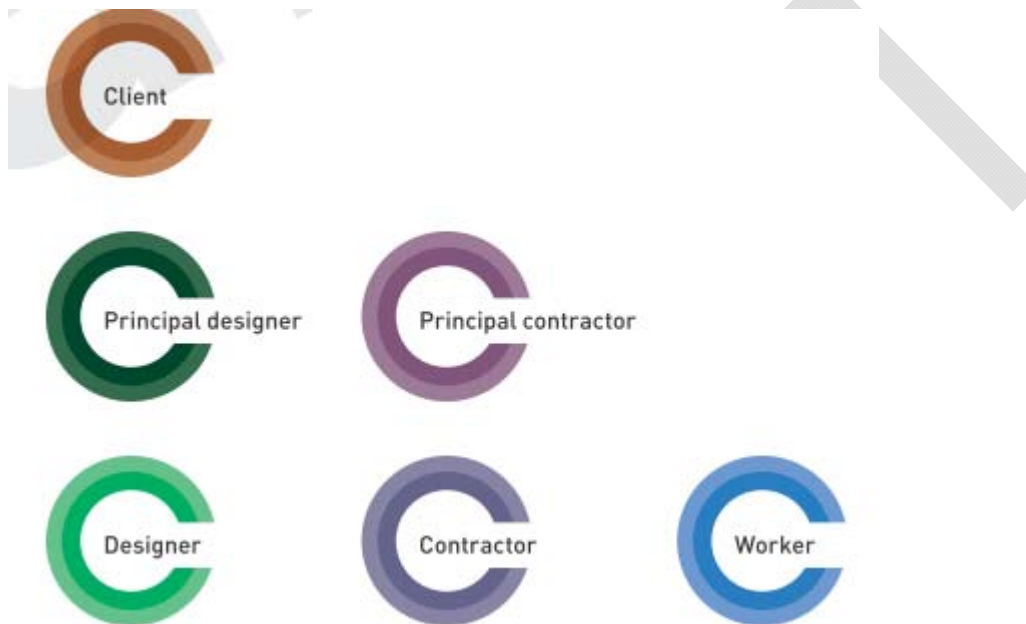 Client
Principal designer
Principal contractor
Designer
Contractor
Worker